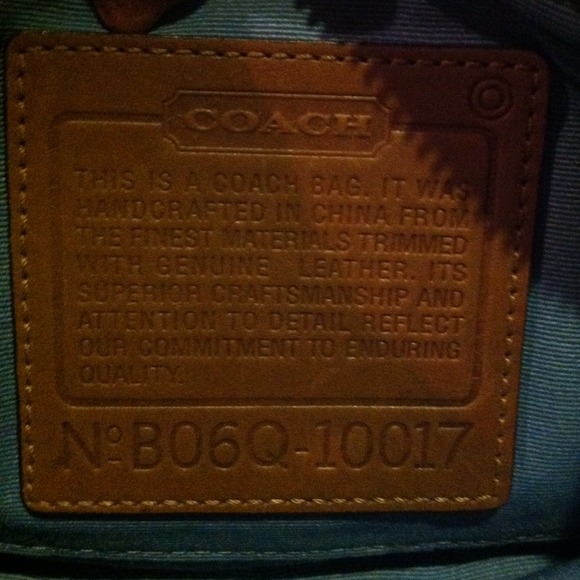 COACH
THIS IS A COACH BAG. IT WAS
HANDCRAFTED IN CHINA FROM
THE FINEST MATERIALS TRIMMED
WITH GENUINE LEATHER. ITS
SUPERIOR CRAFTSMANSHIP AND
ATTENTION TO DETAIL REFLECT
OUR COMMITMENT TO ENDURING
QUALITY.
Nº B06Q-10017